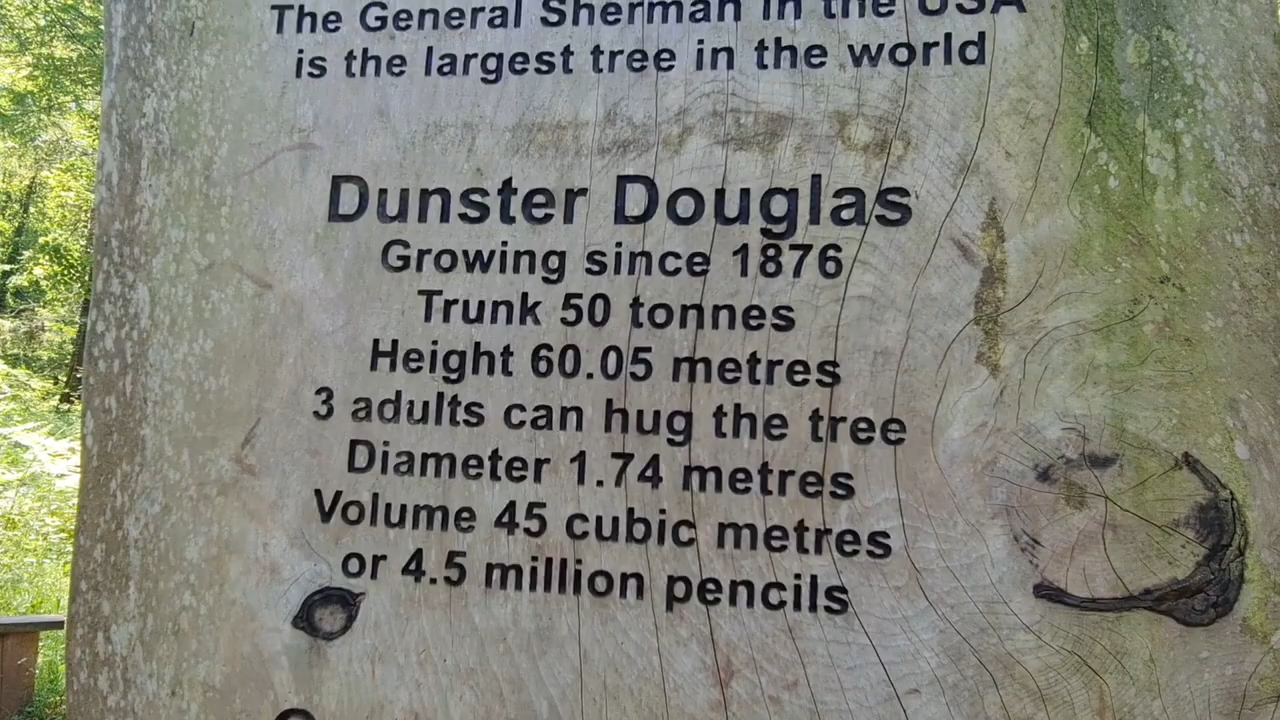 The General Sherman in the USA
is the largest tree in the world
Dunster Douglas
Growing since 1876
Trunk 50 tonnes
Height 60.05 metres
3 adults can hug the tree
Diameter 1.74 metres
Volume 45 cubic metres
or 4.5 million pencils